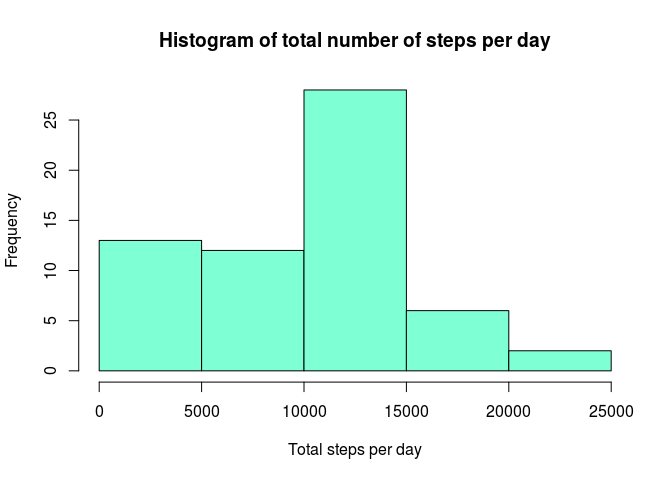 Histogram of total number of steps per day
Frequency
25
20
15
10
5
0
0 5000 10000 15000 20000 25000
Total steps per day